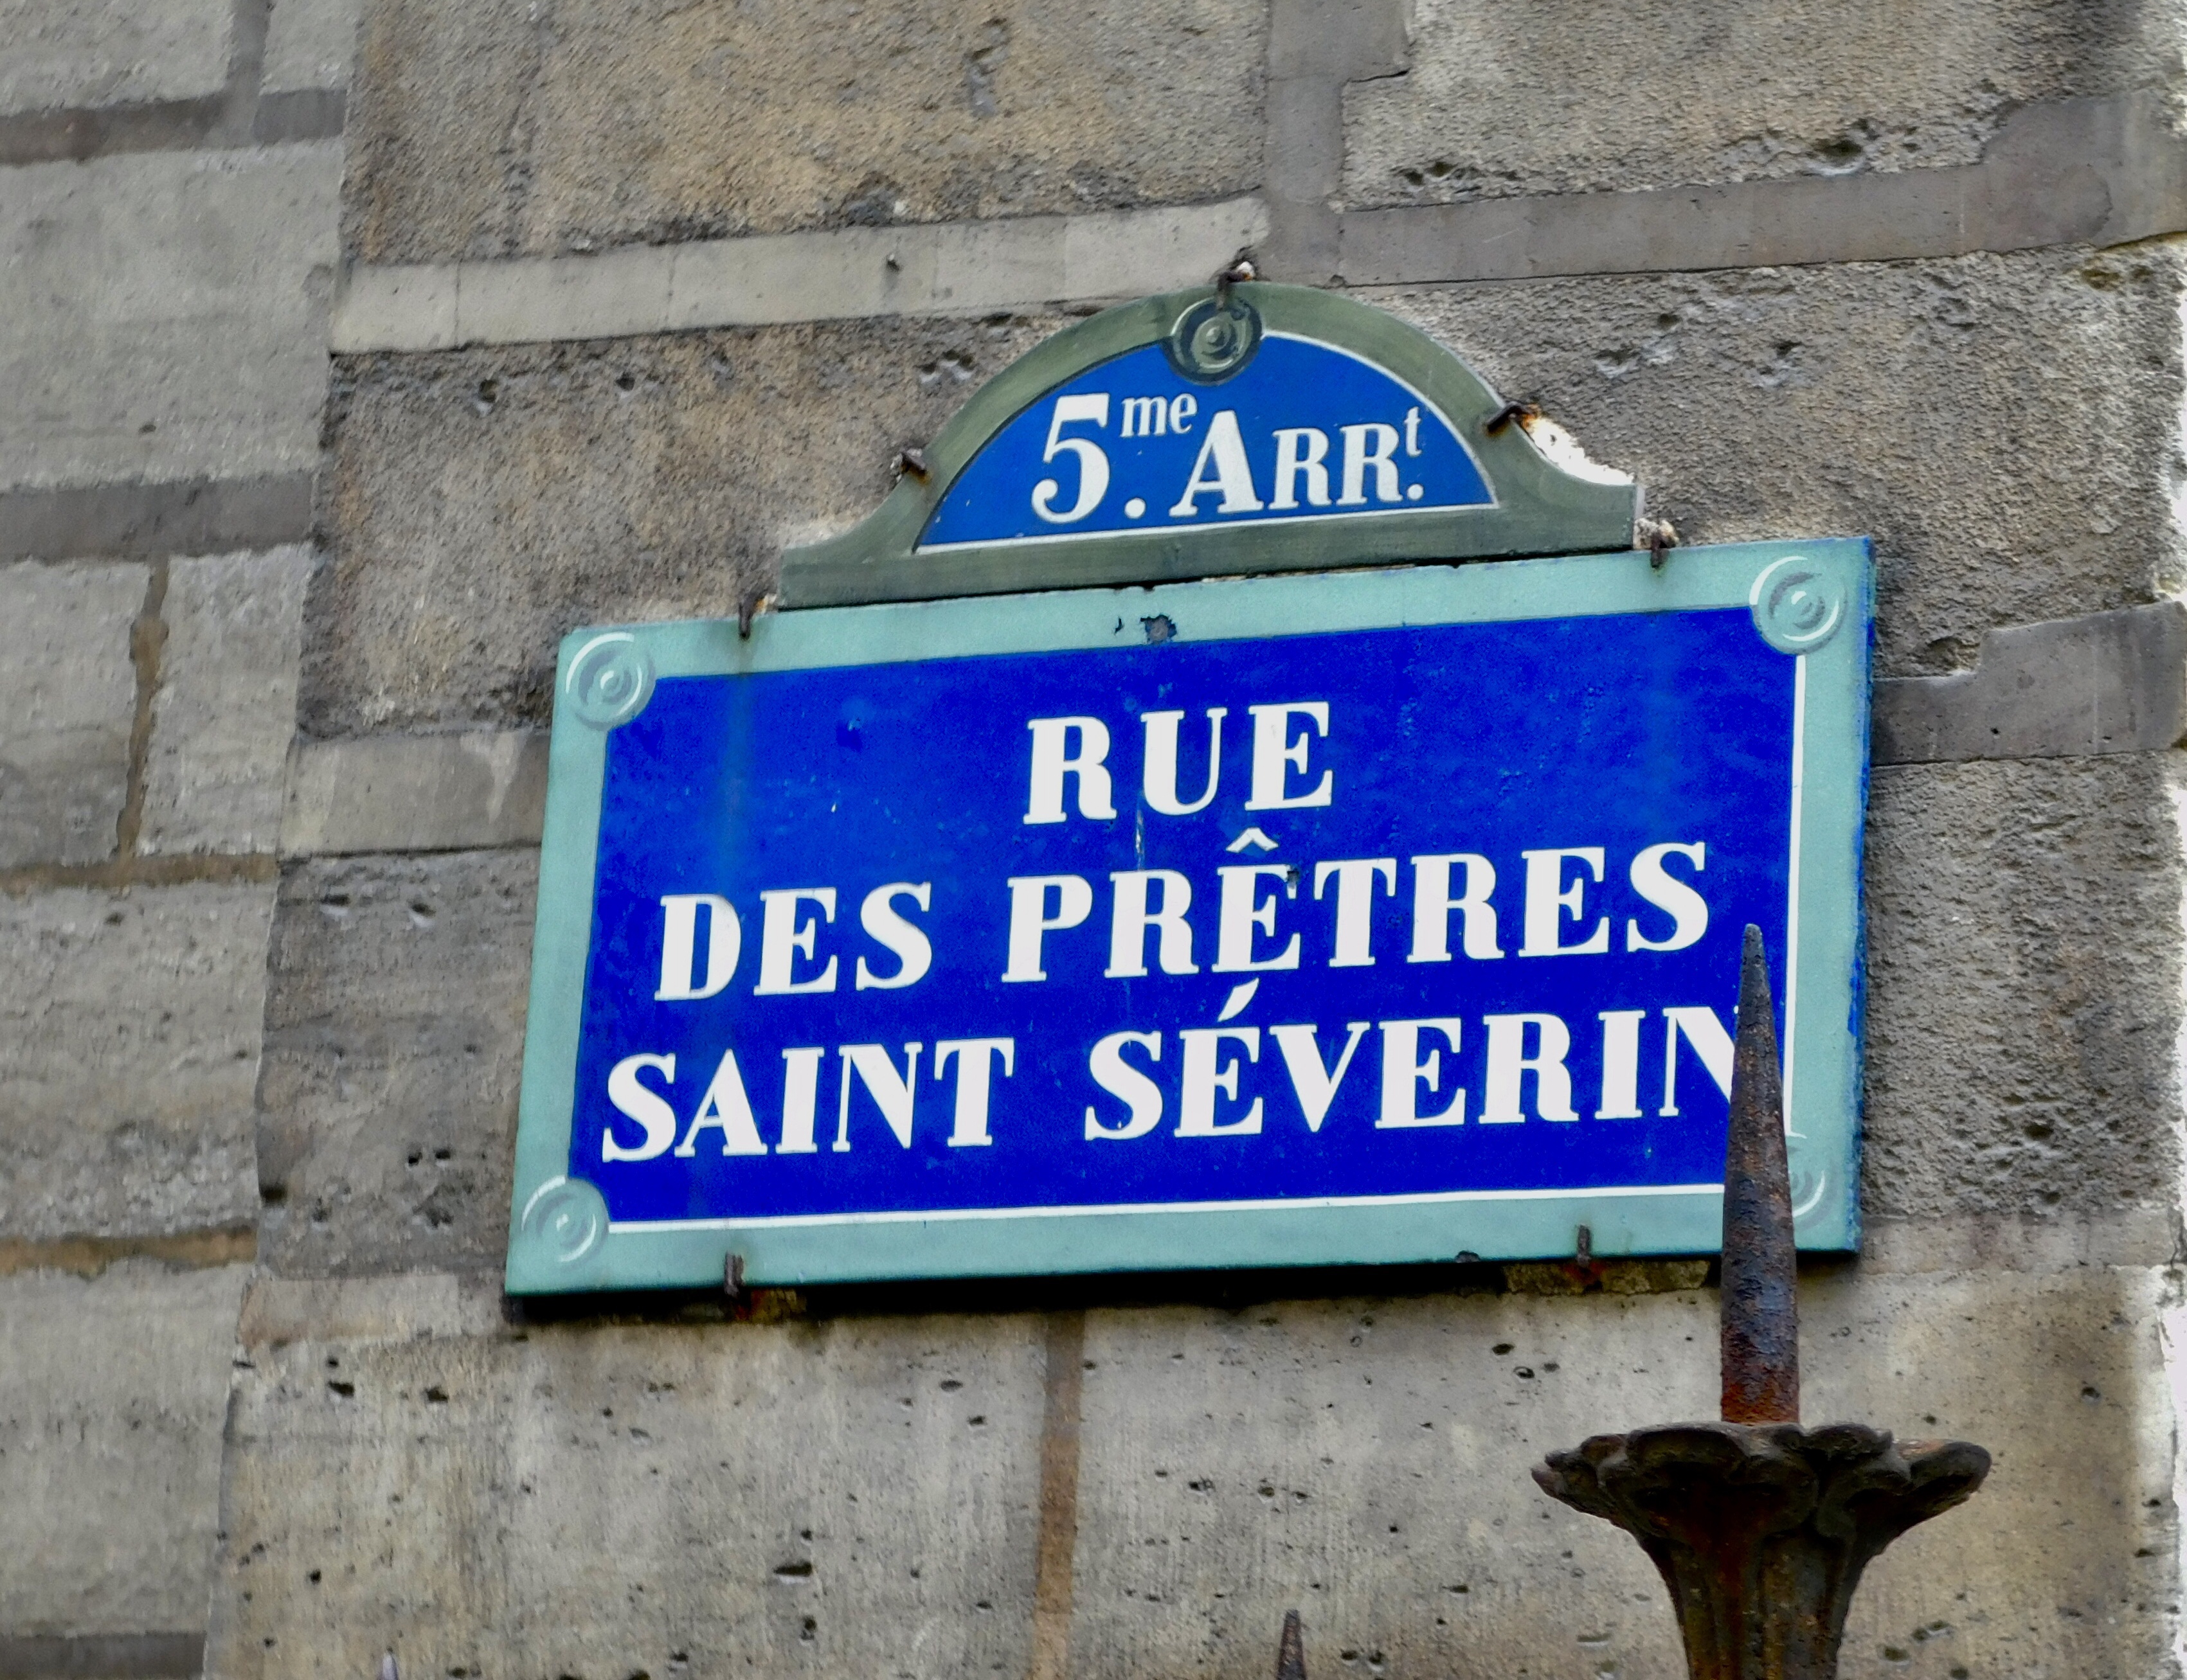 5me. ARRt.
RUE
DES PRÊTRES
SAINT SÉVERIN